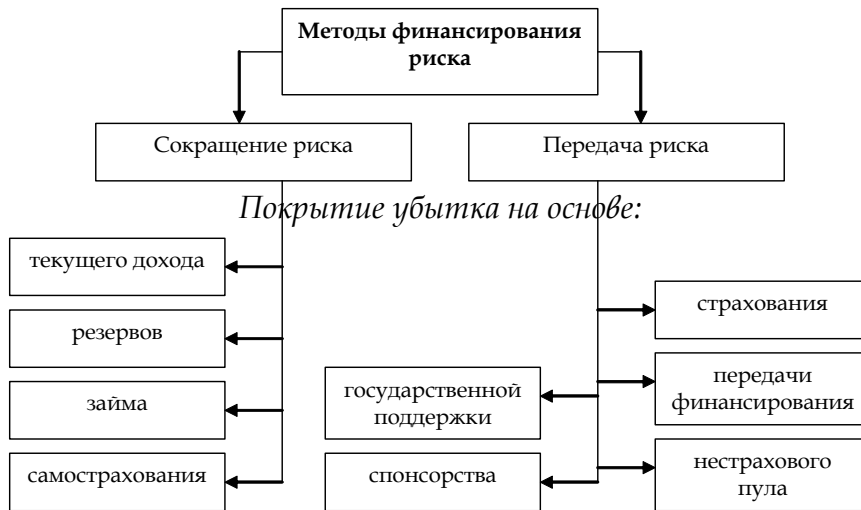 Методы финансирования
риска
Сокращение риска
Передача риска
Покрытие убытка на основе:
текущего дохода
резервов
займа
самострахования
государственной
поддержки
спонсорства
страхования
передачи
финансирования
нестрахового
пула